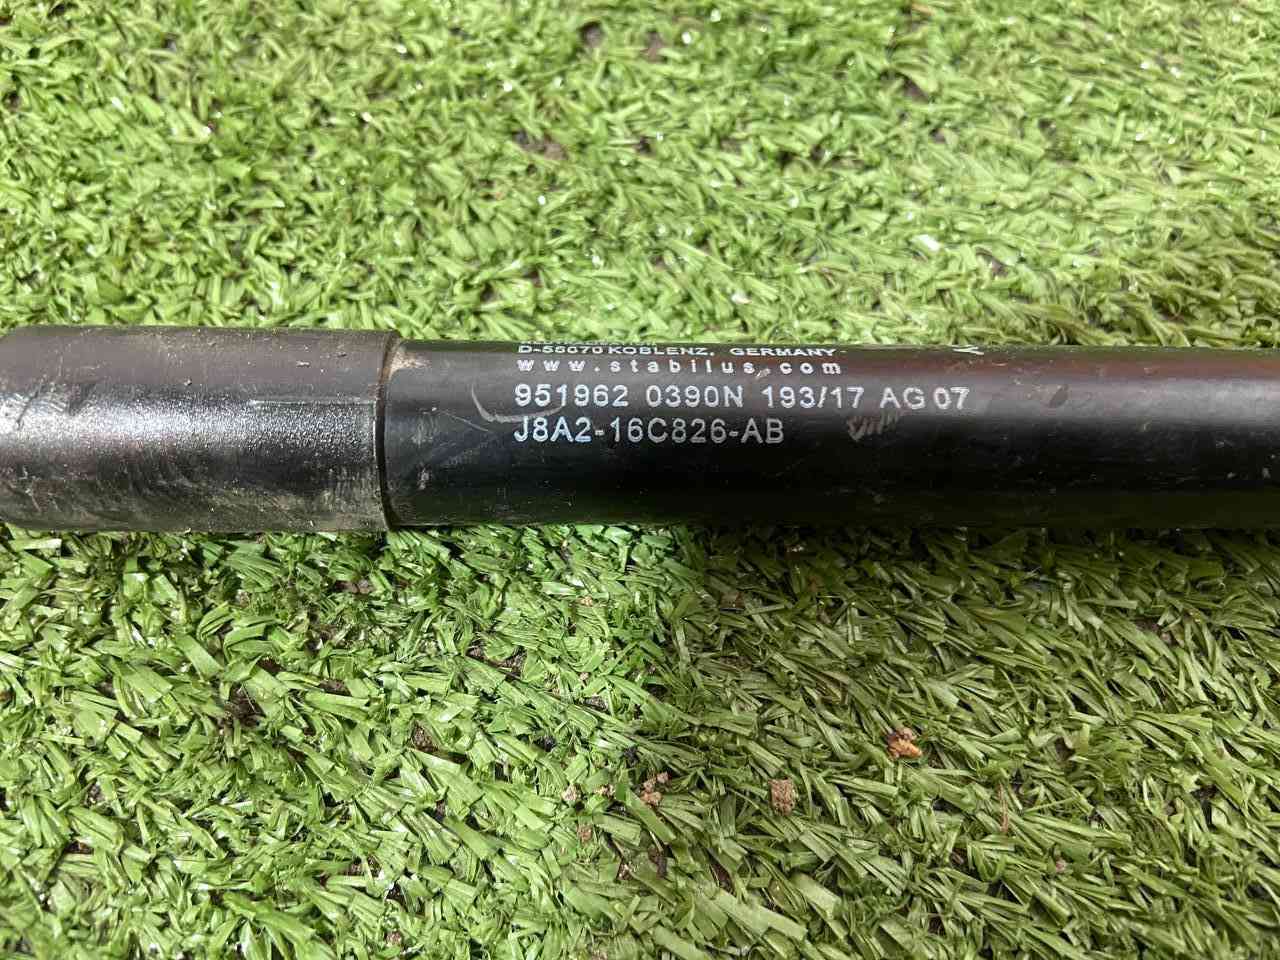 D-56070 KOBLENZ, GERMANY
www.stabilus.com
951962 0390N 193/17 AG 07
J8A2-16C826-AB